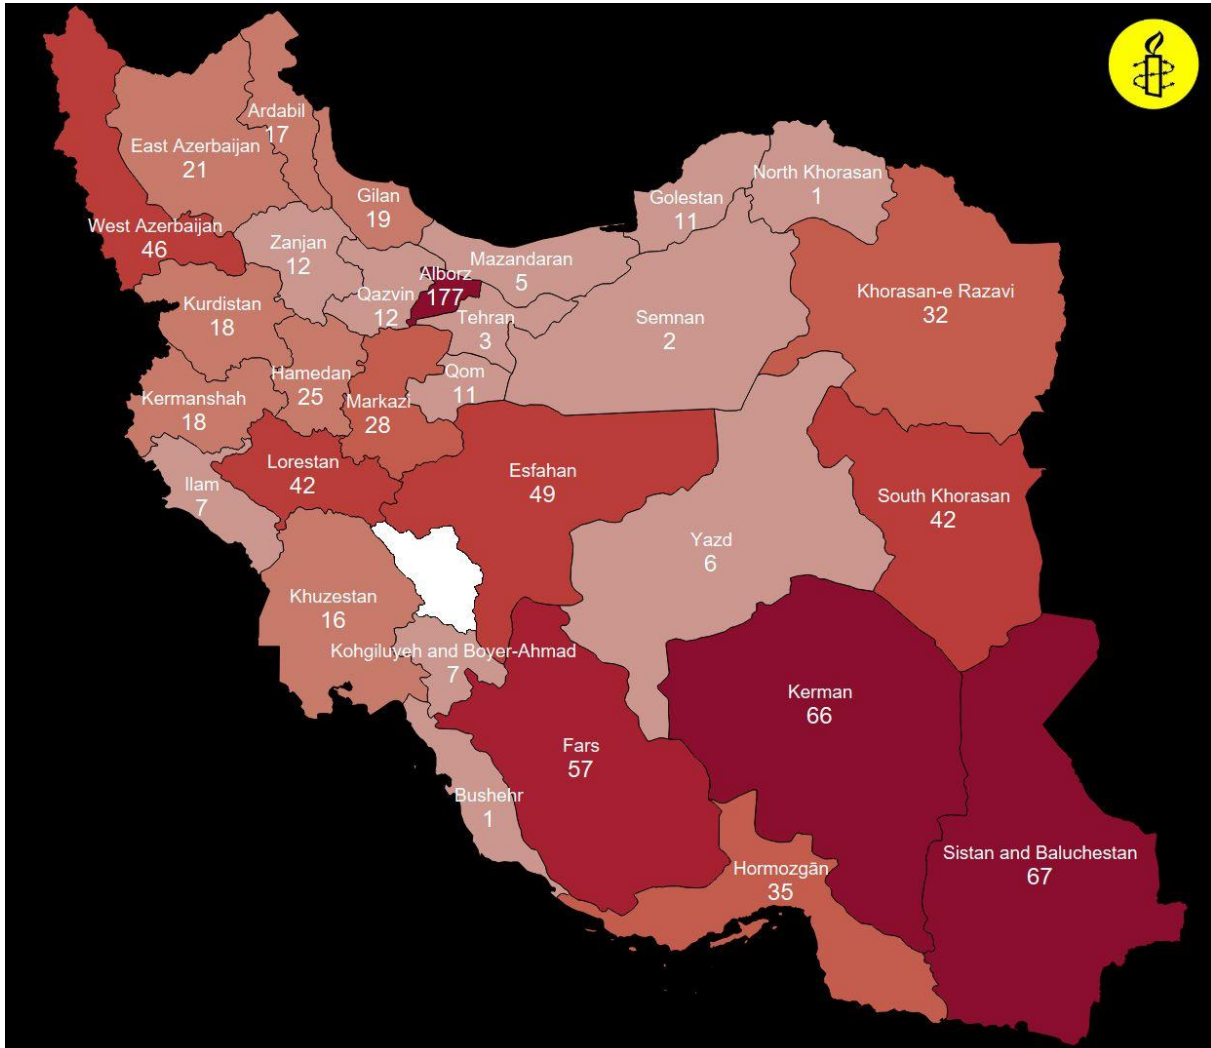 Ardabil
17
East Azerbaijan
21
North Khorasan
1
Golestan
11
Gilan
19
West Azerbaijan
46
Zanjan
12
Mazandaran
5
Alborz
177
Khorasan-e Razavi
32
Qazvin
12
Kurdistan
18
Tehran
3
Semnan
2
Qom
11
Hamedan
25
Kermanshah
18
Markazi
28
Lorestan
42
Esfahan
49
Ilam
7
South Khorasan
42
Yazd
6
Khuzestan
16
Kohgiluyeh and Boyer-Ahmad
7
Kerman
66
Fars
57
Bushehr
1
Sistan and Baluchestan
67
Hormozgān
35